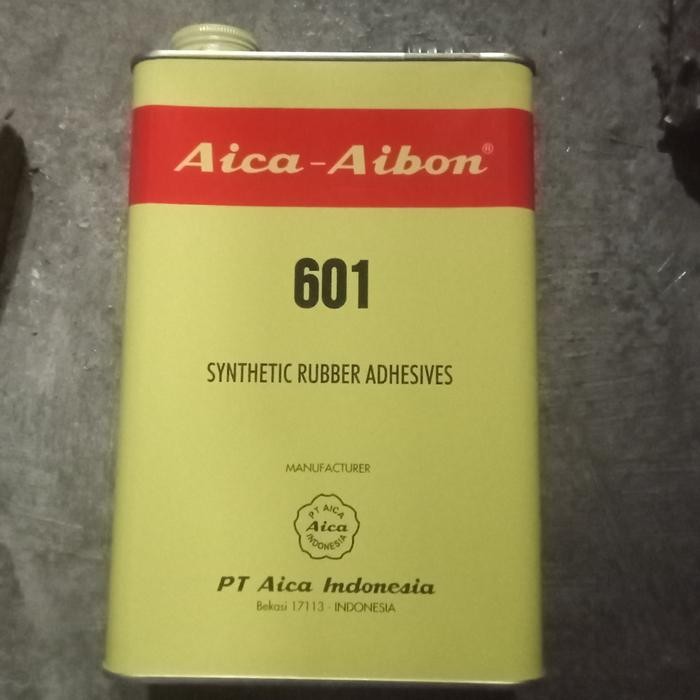 Aica-Aibon®
601
SYNTHETIC RUBBER ADHESIVES
MANUFACTURER
PT AICA
Aica
INDONESIA
PT Aica Indonesia
Bekasi 17113 - INDONESIA